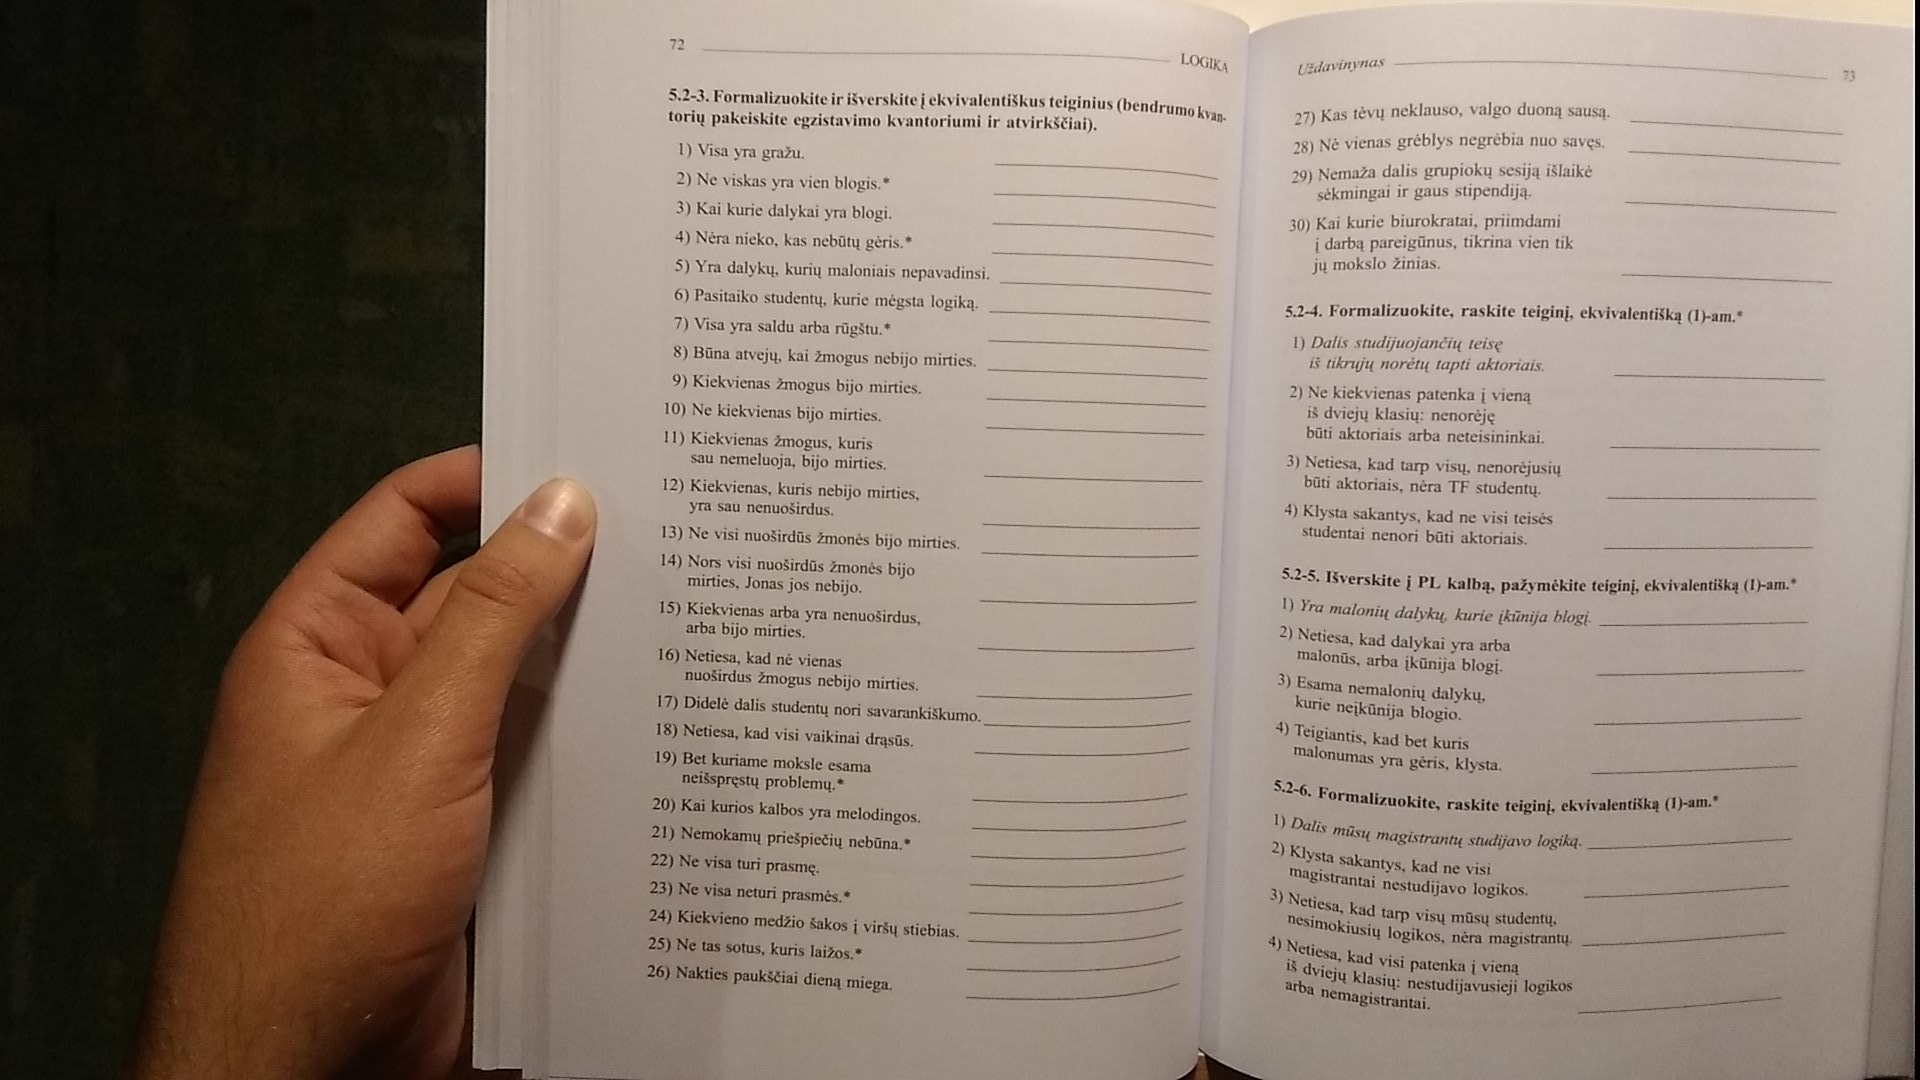 72
LOGIKA
5.2-3. Formalizuokite ir išverskite į ekvivalentiškus teiginius (bendrumo kvan-
torių pakeiskite egzistavimo kvantoriumi ir atvirkščiai).
1) Visa yra gražu.
2) Ne viskas yra vien blogis.*
3) Kai kurie dalykai yra blogi.
4) Nėra nieko, kas nebūtų gėris.*
5) Yra dalykų, kurių maloniais nepavadinsi.
6) Pasitaiko studentų, kurie mėgsta logiką.
7) Visa yra saldu arba rūgštu.*
8) Būna atvejų, kai žmogus nebijo mirties.
9) Kiekvienas žmogus bijo mirties.
10) Ne kiekvienas bijo mirties.
11) Kiekvienas žmogus, kuris
sau nemeluoja, bijo mirties.
12) Kiekvienas, kuris nebijo mirties,
yra sau nenuoširdus.
13) Ne visi nuoširdūs žmonės bijo mirties.
14) Nors visi nuoširdūs žmonės bijo
mirties, Jonas jos nebijo.
15) Kiekvienas arba yra nenuoširdus,
arba bijo mirties.
16) Netiesa, kad nė vienas
nuoširdus žmogus nebijo mirties.
17) Didelė dalis studentų nori savarankiškumo.
18) Netiesa, kad visi vaikinai drąsūs.
19) Bet kuriame moksle esama
neišspręstų problemų.*
20) Kai kurios kalbos yra melodingos.
21) Nemokamų priešpiečių nebūna.*
22) Ne visa turi prasmę.
23) Ne visa neturi prasmės.*
24) Kiekvieno medžio šakos į viršų stiebias.
25) Ne tas sotus, kuris laižos.*
26) Nakties paukščiai dieną miega.
Uždavinynas
73
27) Kas tėvų neklauso, valgo duoną sausą.
28) Nė vienas grėblys negrėbia nuo savęs.
29) Nemaža dalis grupiokų sesiją išlaikė
sėkmingai ir gaus stipendiją.
30) Kai kurie biurokratai, priimdami
į darbą pareigūnus, tikrina vien tik
jų mokslo žinias.
5.2-4. Formalizuokite, raskite teiginį, ekvivalentišką (1)-am.*
1) Dalis studijuojančių teisę
iš tikrųjų norėtų tapti aktoriais.
2) Ne kiekvienas patenka į vieną
iš dviejų klasių: nenorėję
būti aktoriais arba neteisininkai.
3) Netiesa, kad tarp visų, nenorėjusių
būti aktoriais, nėra TF studentų.
4) Klysta sakantys, kad ne visi teisės
studentai nenori būti aktoriais.
5.2-5. Išverskite į PL kalbą, pažymėkite teiginį, ekvivalentišką (1)-am.*
1) Yra malonių dalykų, kurie įkūnija blogį.
2) Netiesa, kad dalykai yra arba
malonūs, arba įkūnija blogį.
3) Esama nemalonių dalykų,
kurie neįkūnija blogio.
4) Teigiantis, kad bet kuris
malonumas yra gėris, klysta.
5.2-6. Formalizuokite, raskite teiginį, ekvivalentišką (1)-am.*
1) Dalis mūsų magistrantų studijavo logiką.
2) Klysta sakantys, kad ne visi
magistrantai nestudijavo logikos.
3) Netiesa, kad tarp visų mūsų studentų,
nesimokiusių logikos, nėra magistrantų.
4) Netiesa, kad visi patenka į vieną
iš dviejų klasių: nestudijavusieji logikos
arba nemagistrantai.